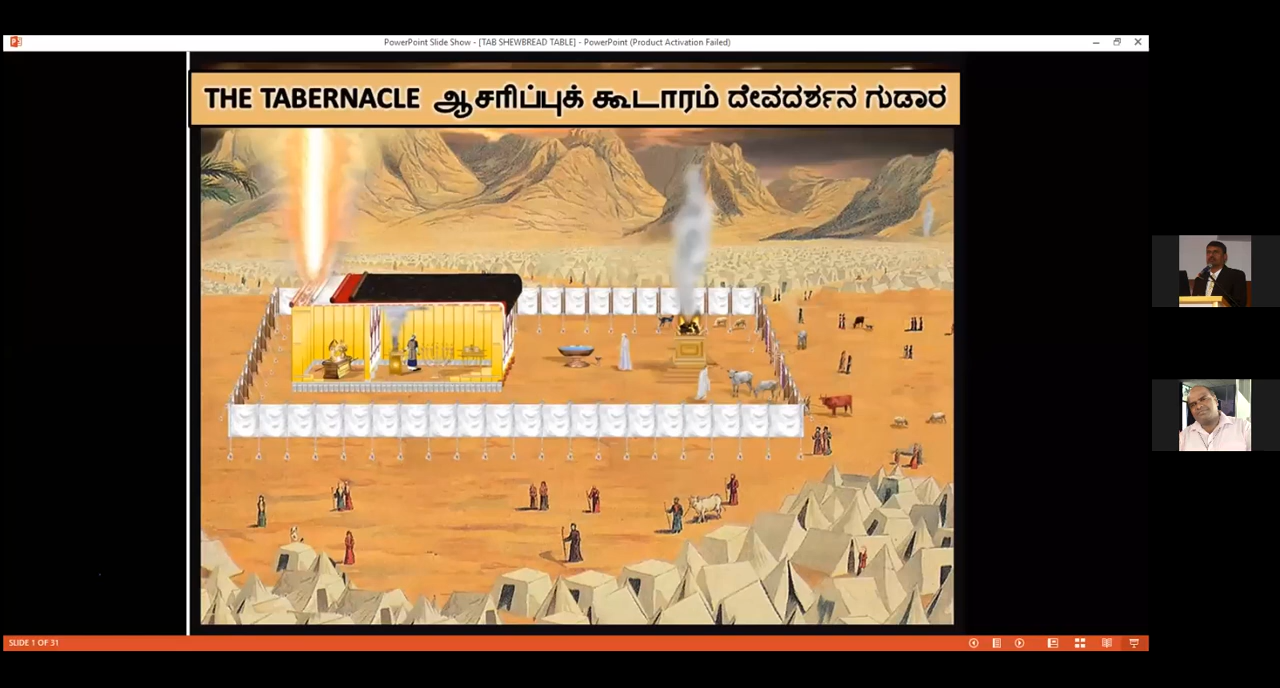 PowerPoint Slide Show - [TAB SHEWBREAD TABLE] - PowerPoint (Product Activation Failed)
THE TABERNACLE ஆசரிப்புக் கூடாரம் ದೇವದರ್ಶನ ಗುಡಾರ
SLIDE 1 OF 31